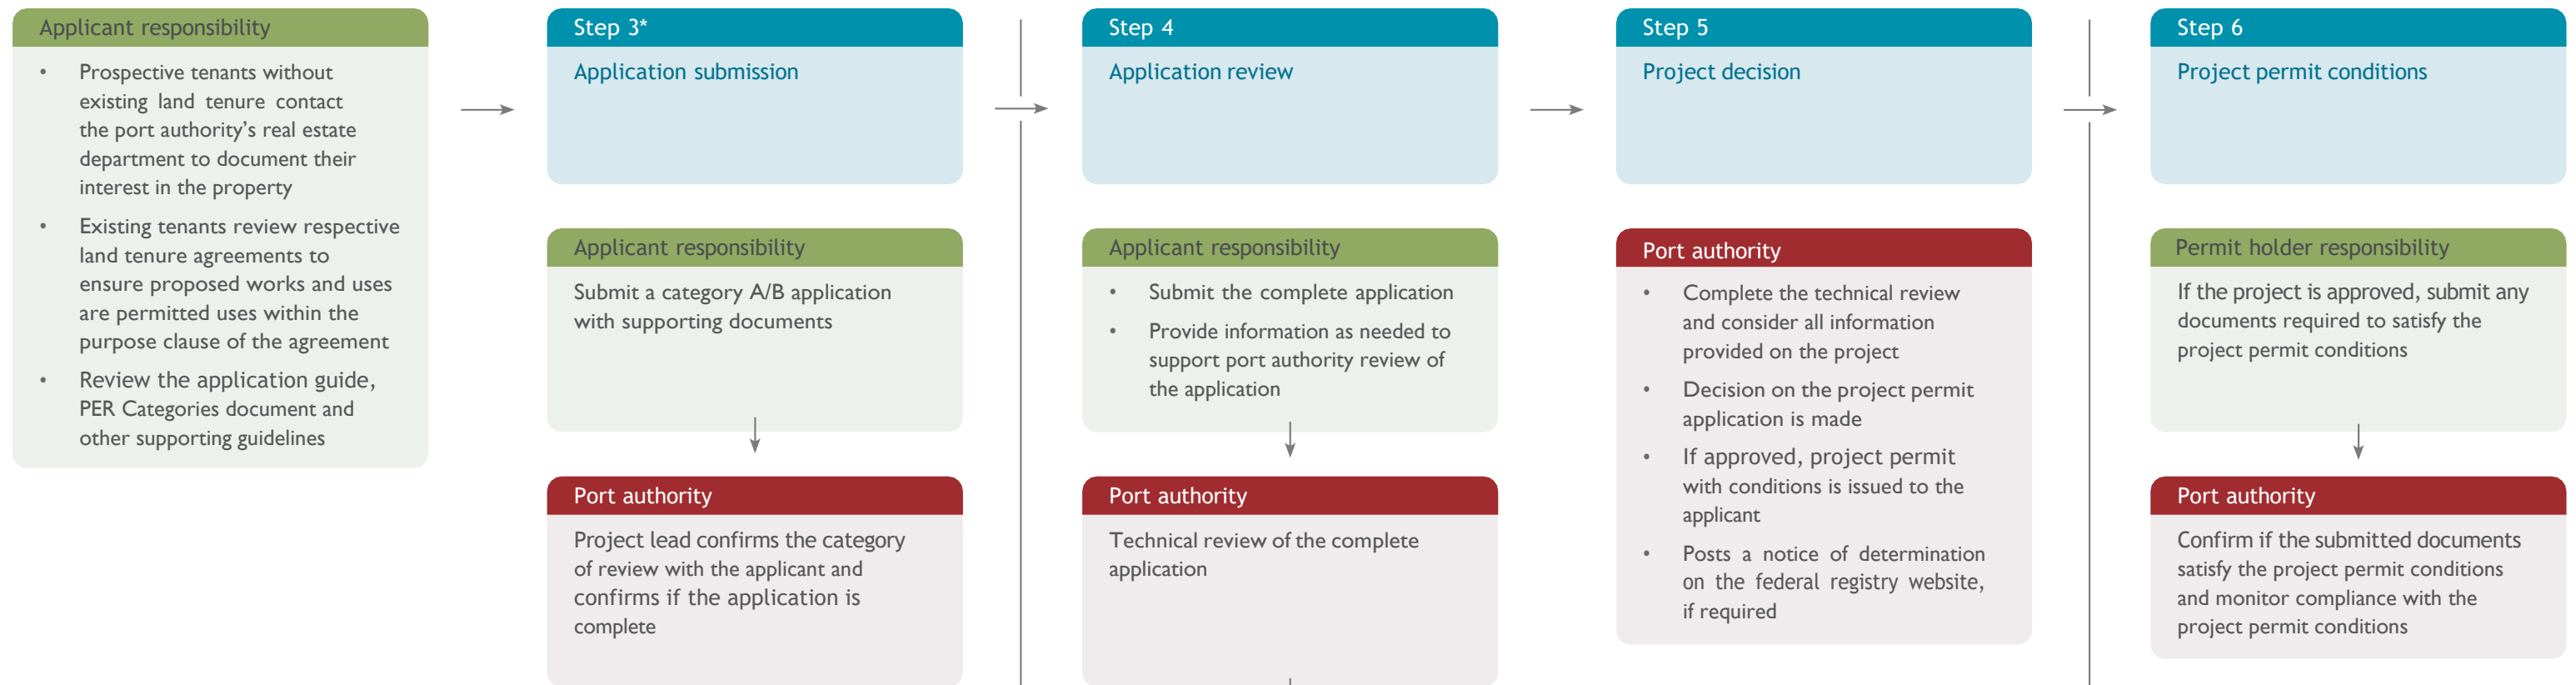 Applicant responsibility
• Prospective tenants without
existing land tenure contact
the port authority's real estate
department to document their
interest in the property
• Existing tenants review respective
land tenure agreements to
ensure proposed works and uses
are permitted uses within the
purpose clause of the agreement
• Review the application guide,
PER Categories document and
other supporting guidelines
Step 3*
Application submission
Applicant responsibility
Submit a category A/B application
with supporting documents
Port authority
Project lead confirms the category
of review with the applicant and
confirms if the application is
complete
Step 4
Application review
Applicant responsibility
• Submit the complete application
• Provide information as needed to
support port authority review of
the application
Port authority
Technical review of the complete
application
Step 5
Project decision
Port authority
• Complete the technical review
and consider all information
provided on the project
• Decision on the project permit
application is made
• If approved, project permit
with conditions is issued to the
applicant
• Posts a notice of determination
on the federal registry website,
if required
Step 6
Project permit conditions
Permit holder responsibility
If the project is approved, submit any
documents required to satisfy the
project permit conditions
Port authority
Confirm if the submitted documents
satisfy the project permit conditions
and monitor compliance with the
project permit conditions